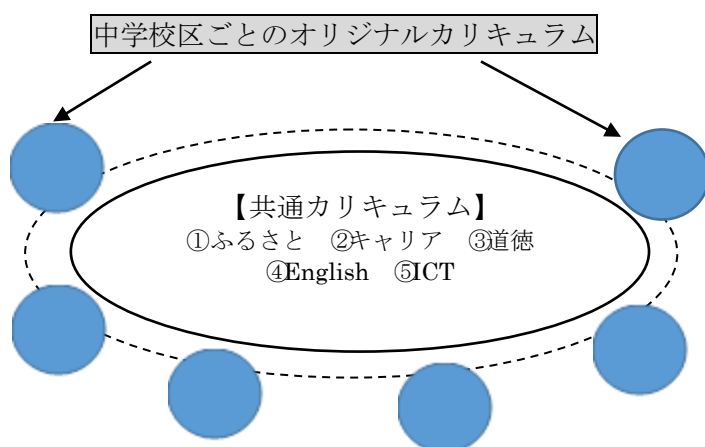 中学校区ごとのオリジナルカリキュラム
【共通カリキュラム】
①ふるさと　②キャリア　③道徳
④English　⑤ICT